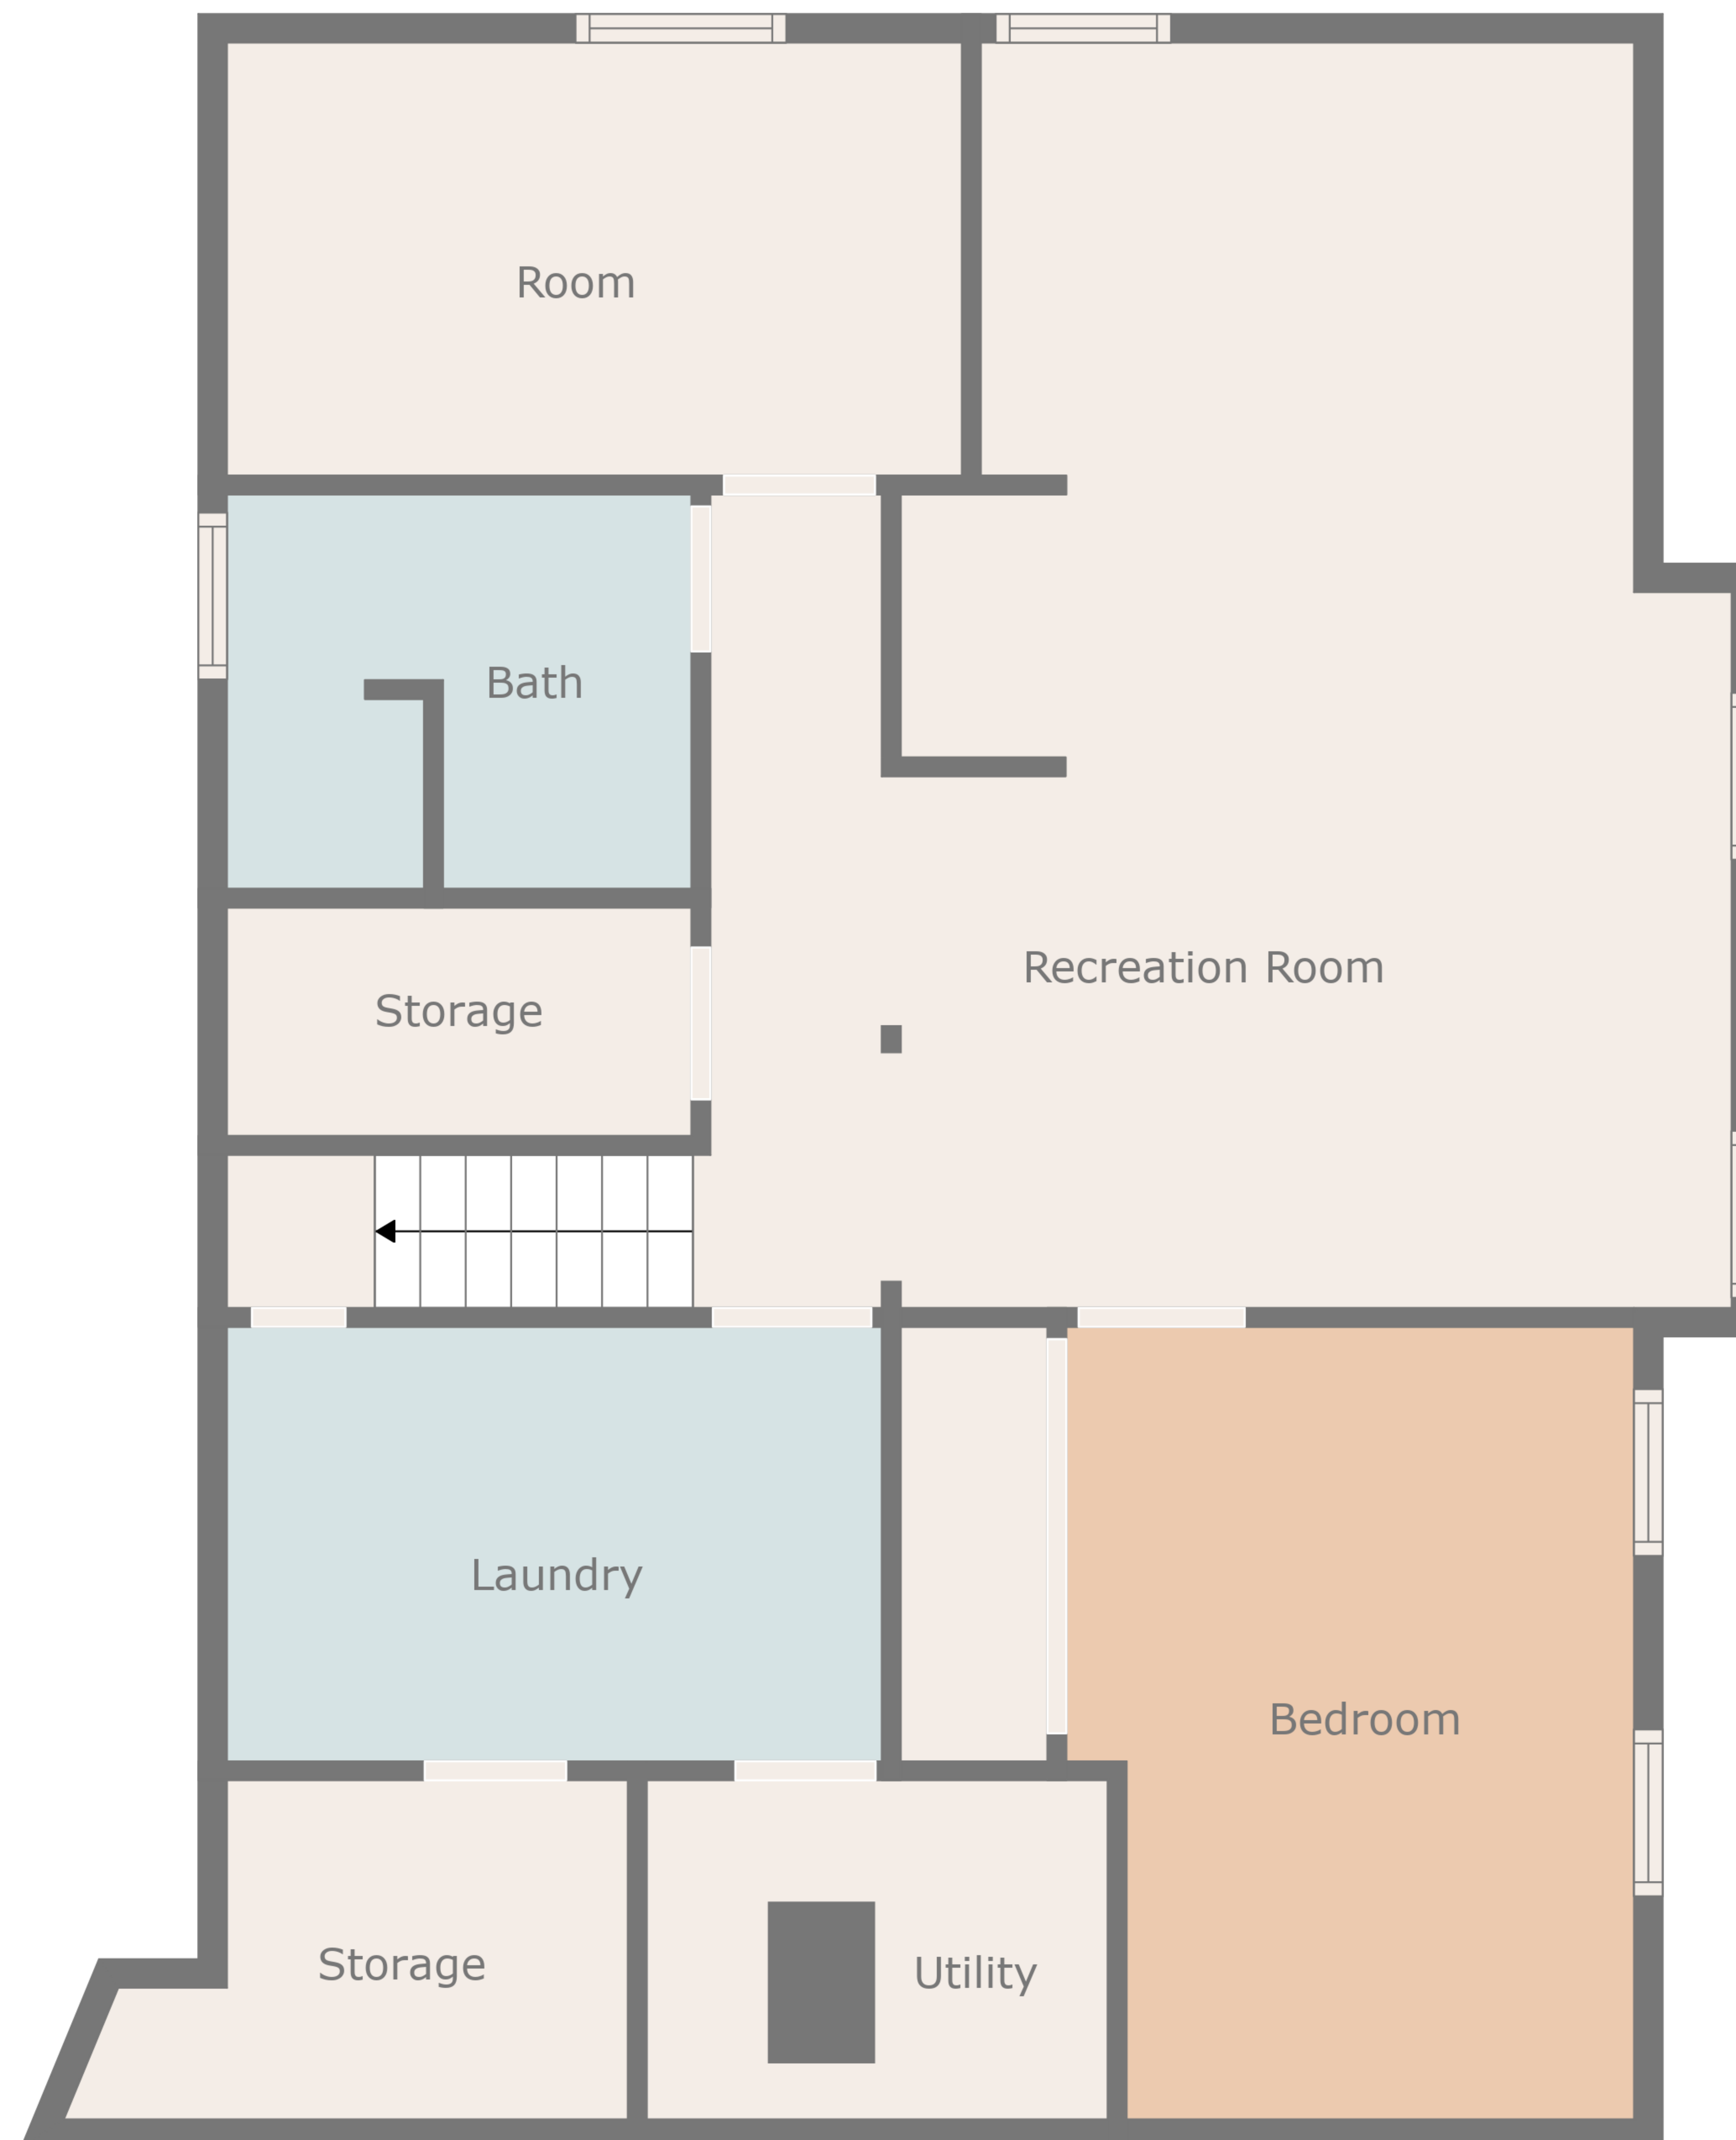 Room
Bath
Recreation Room
Storage
Laundry
Bedroom
Storage
Utility